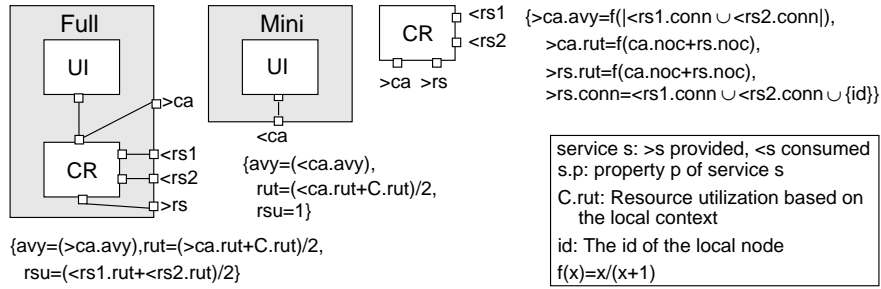 Full
UI
>ca
CR
<rs1
<rs2
>rs
{avy=(>ca.avy),rut=(>ca.rut+C.rut)/2,
rsu=(<rs1.rut+<rs2.rut)/2}
Mini
UI
<ca
{avy=(<ca.avy),
rut=(<ca.rut+C.rut)/2,
rsu=1}
CR
<rs1
<rs2
>ca >rs
{>ca.avy=f(|<rs1.conn ∪ <rs2.conn|),
>ca.rut=f(ca.noc+rs.noc),
>rs.rut=f(ca.noc+rs.noc),
>rs.conn=<rs1.conn ∪ <rs2.conn ∪ {id}}
service s: >s provided, <s consumed
s.p: property p of service s
C.rut: Resource utilization based on
the local context
id: The id of the local node
f(x)=x/(x+1)